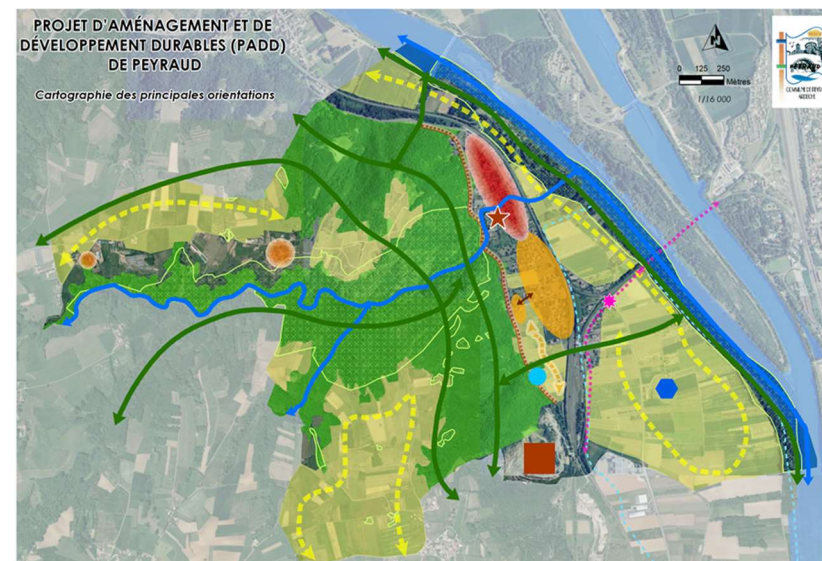 PROJET D'AMÉNAGEMENT ET DE
DÉVELOPPEMENT DURABLES (PADD)
DE PEYRAUD
Cartographie des principales orientations
0 125 250
Mètres
1/16 000
PEYRAUD